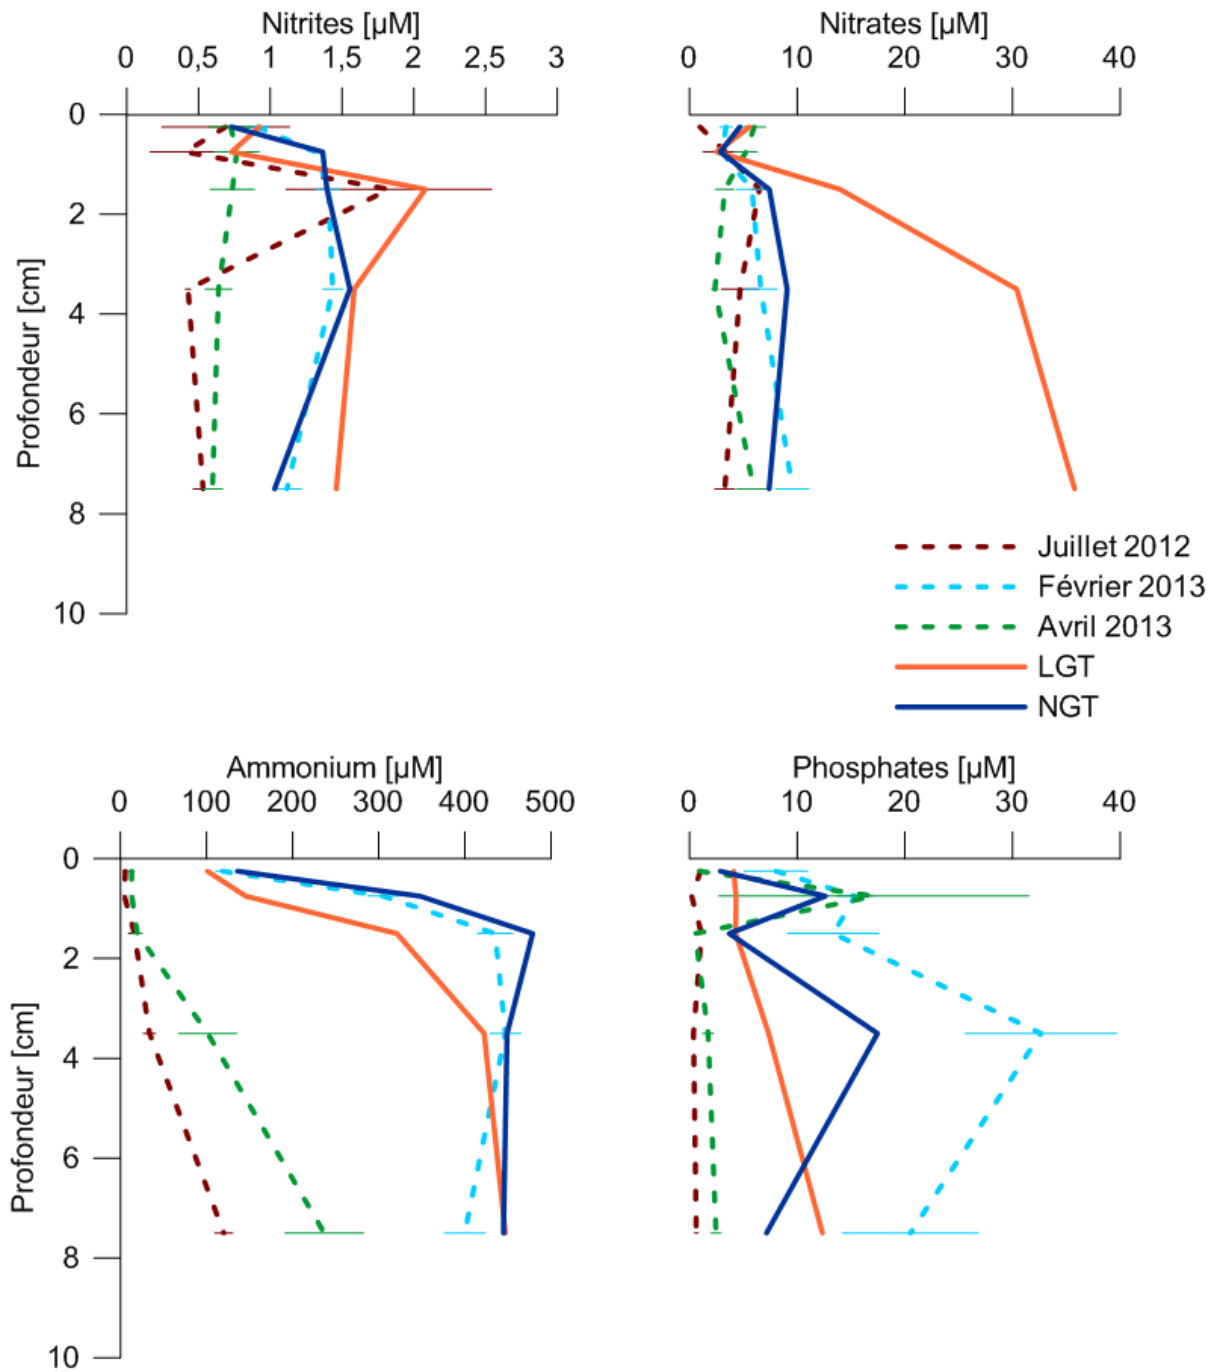 Nitrites [µM]
0 0,5 1 1,5 2 2,5 3
Nitrates [µM]
0 10 20 30 40
0
2
4
6
8
10
Profondeur [cm]
Juillet 2012
Février 2013
Avril 2013
LGT
NGT
Ammonium [µM]
0 100 200 300 400 500
Phosphates [µM]
0 10 20 30 40
0
2
4
6
8
10
Profondeur [cm]